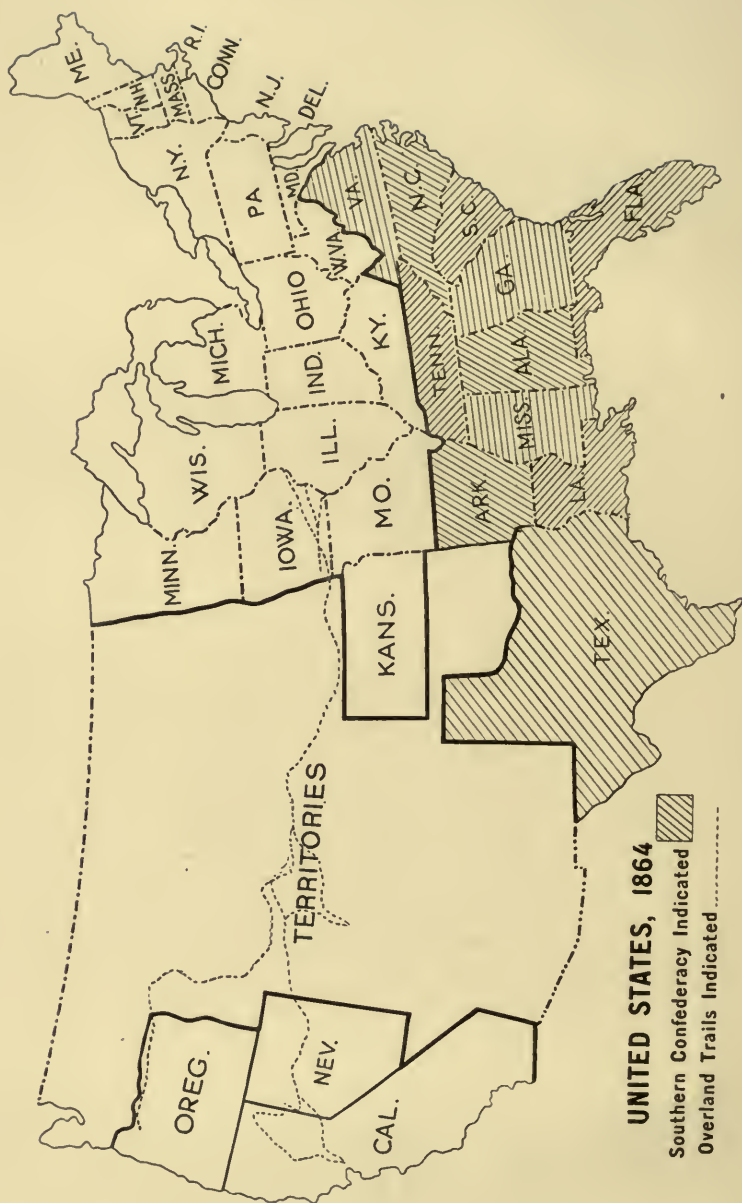 ME.
VT.
N.H.
MASS.
R.I.
CONN.
N.Y.
N.J.
PA
DEL.
MD.
MICH.
WIS.
MINN.
IOWA.
ILL.
IND.
OHIO
W.VA.
VA.
KY.
MO.
KANS.
TERRITORIES
OREG.
NEV.
CAL.
N.C.
TENN.
S.C.
ARK.
MISS.
ALA.
GA.
LA.
FLA.
TEX.
UNITED STATES, 1864
Southern Confederacy Indicated
Overland Trails Indicated